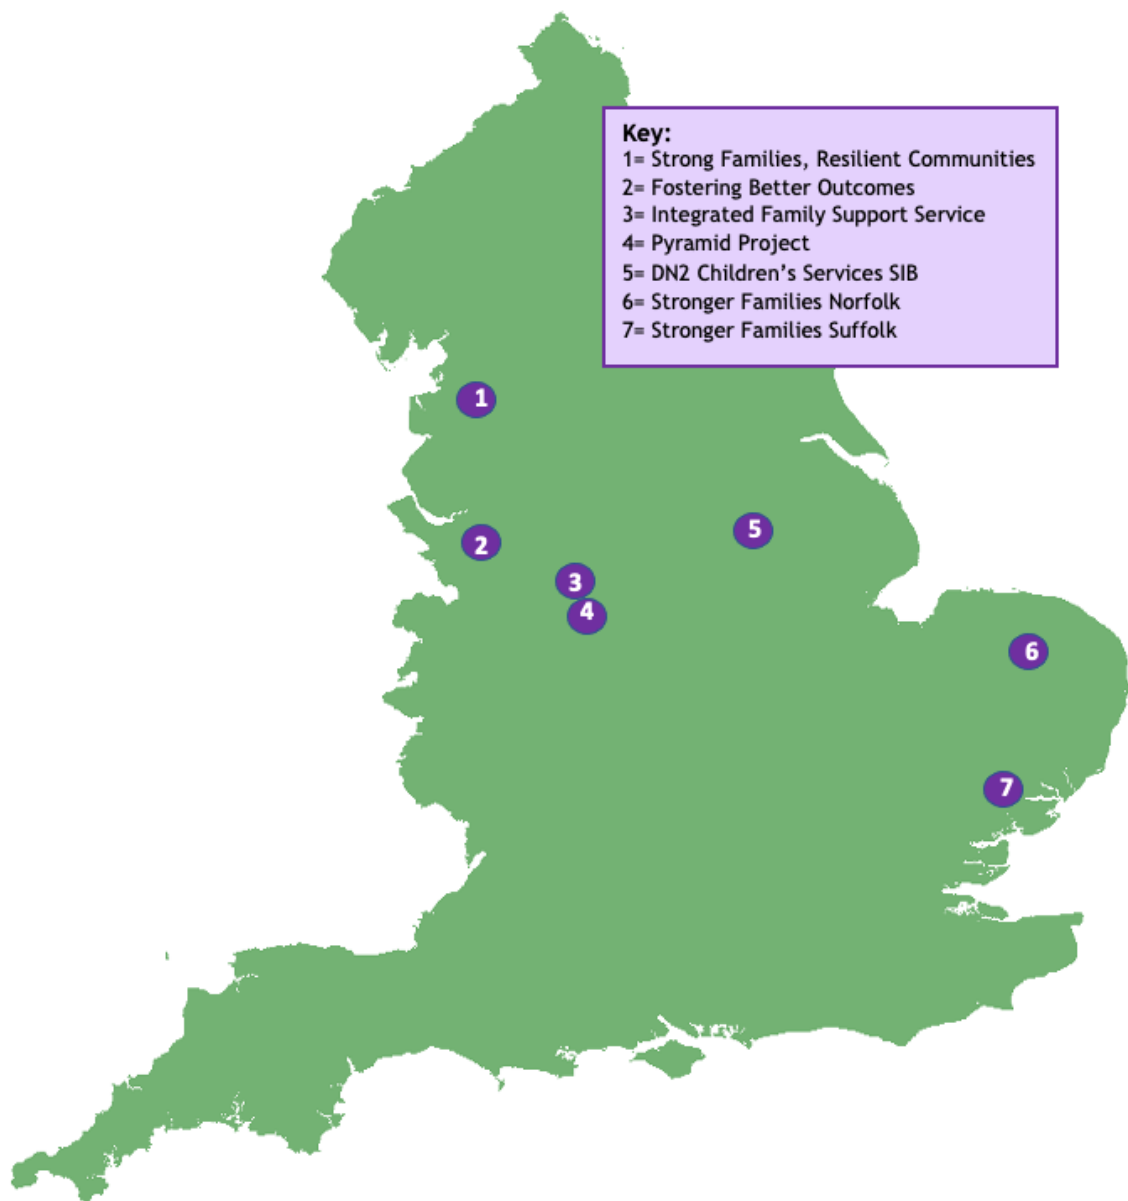 Key:
1= Strong Families, Resilient Communities
2= Fostering Better Outcomes
3= Integrated Family Support Service
4= Pyramid Project
5= DN2 Children’s Services SIB
6= Stronger Families Norfolk
7= Stronger Families Suffolk
1
2
5
3
4
6
7